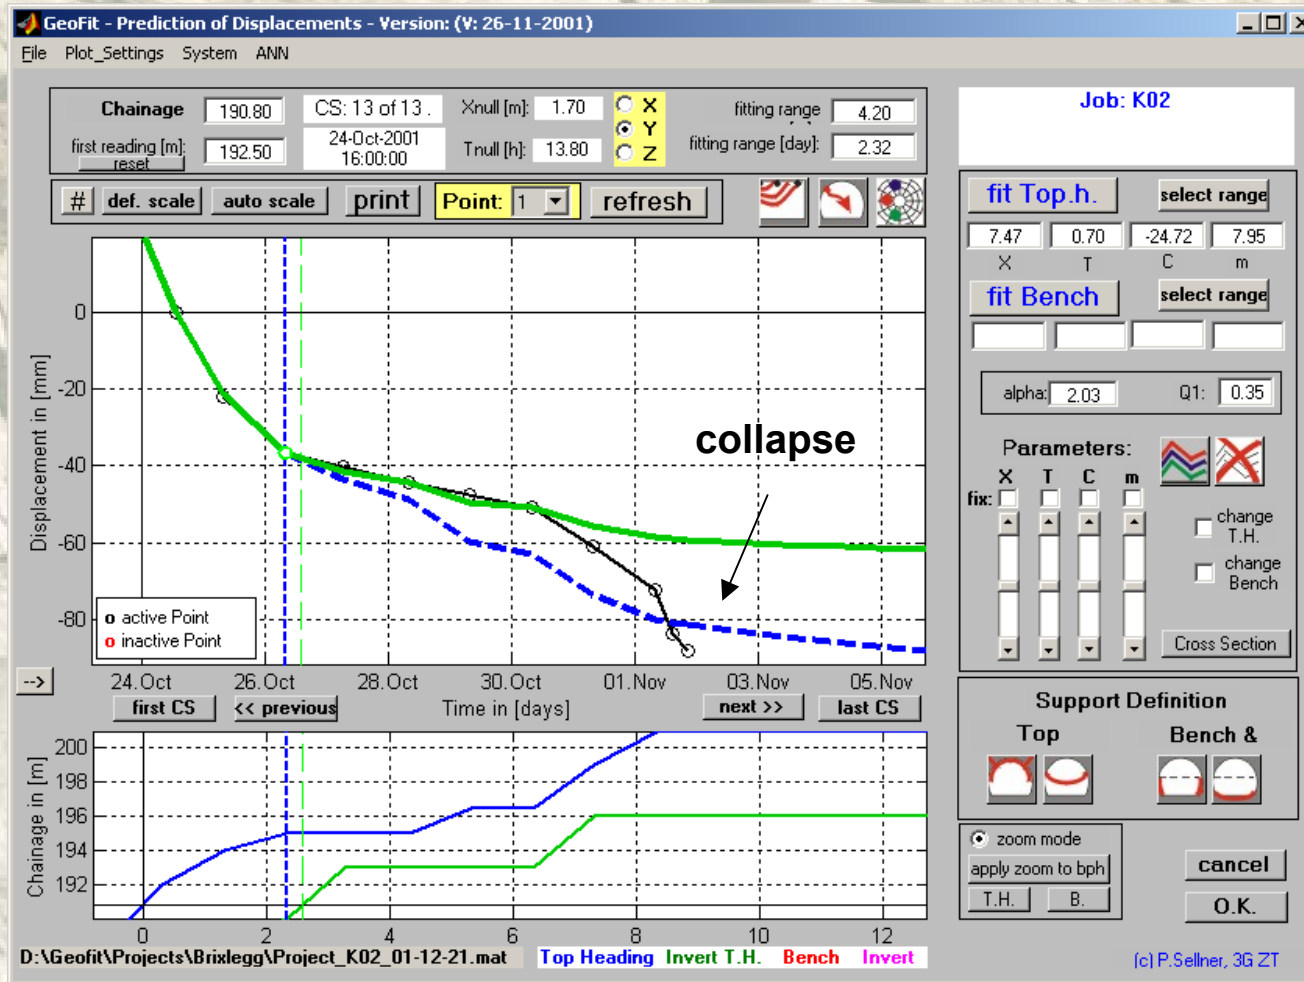 GeoFit - Prediction of Displacements - Version: (V: 26-11-2001)
File Plot_Settings System ANN
Chainage 190.80 CS: 13 of 13 . Xnull [m]: 1.70 X fitting range 4.20
Y
first reading [m]: 192.50 24-Oct-2001 16:00:00 Tnull [h]: 13.80 Z fitting range [day]: 2.32
reset
Job: K02
# def. scale auto scale print Point: 1 refresh
fit Top.h. select range
7.47 0.70 -24.72 7.95
X T C m
fit Bench select range
alpha: 2.03 Q1: 0.35
Parameters:
X T C m
fix:
change T.H.
change Bench
Cross Section
Displacement in [mm]
0
-20
-40
-60
-80
collapse
o active Point
o inactive Point
-->
24.Oct 26.Oct 28.Oct 30.Oct 01.Nov 03.Nov 05.Nov
first CS << previous Time in [days] next >> last CS
Support Definition
Top Bench &
Chainage in [m]
200
198
196
194
192
0 2 4 6 8 10 12
zoom mode
apply zoom to bph
T.H. B.
cancel
O.K.
D:\Geofit\Projects\Brixlegg\Project_K02_01-12-21.mat Top Heading Invert T.H. Bench Invert
(c) P.Sellner, 3G ZT